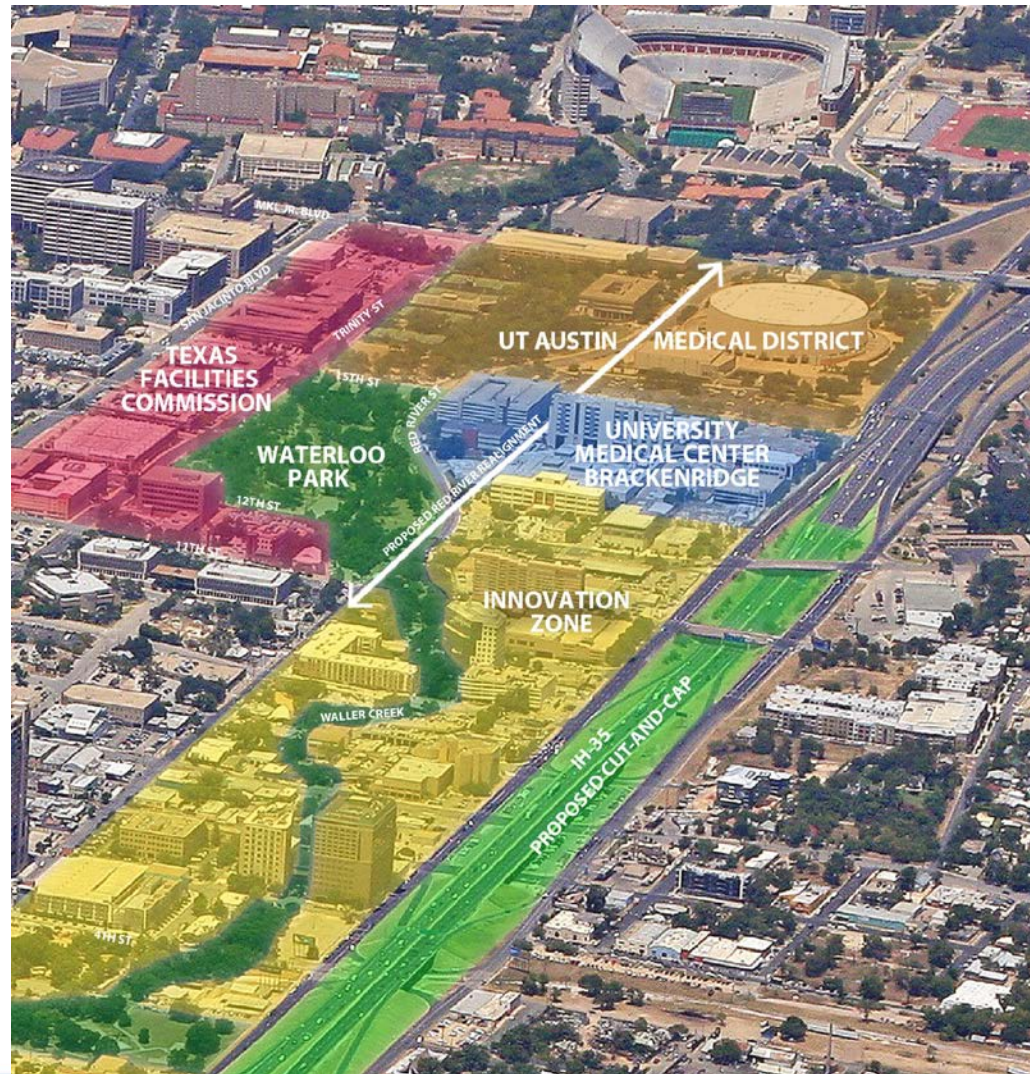 MKL JR. BLVD
SAN JACINTO BLVD
TRINITY ST
UT AUSTIN MEDICAL DISTRICT
TEXAS
FACILITIES
COMMISSION
15TH ST
RED RIVER ST
WATERLOO
PARK
UNIVERSITY
MEDICAL CENTER
BRACKENRIDGE
PROPOSED RED RIVER REALIGNMENT
12TH ST
11TH ST
INNOVATION
ZONE
WALLER CREEK
IH-35
PROPOSED CUT-AND-CAP
4TH ST